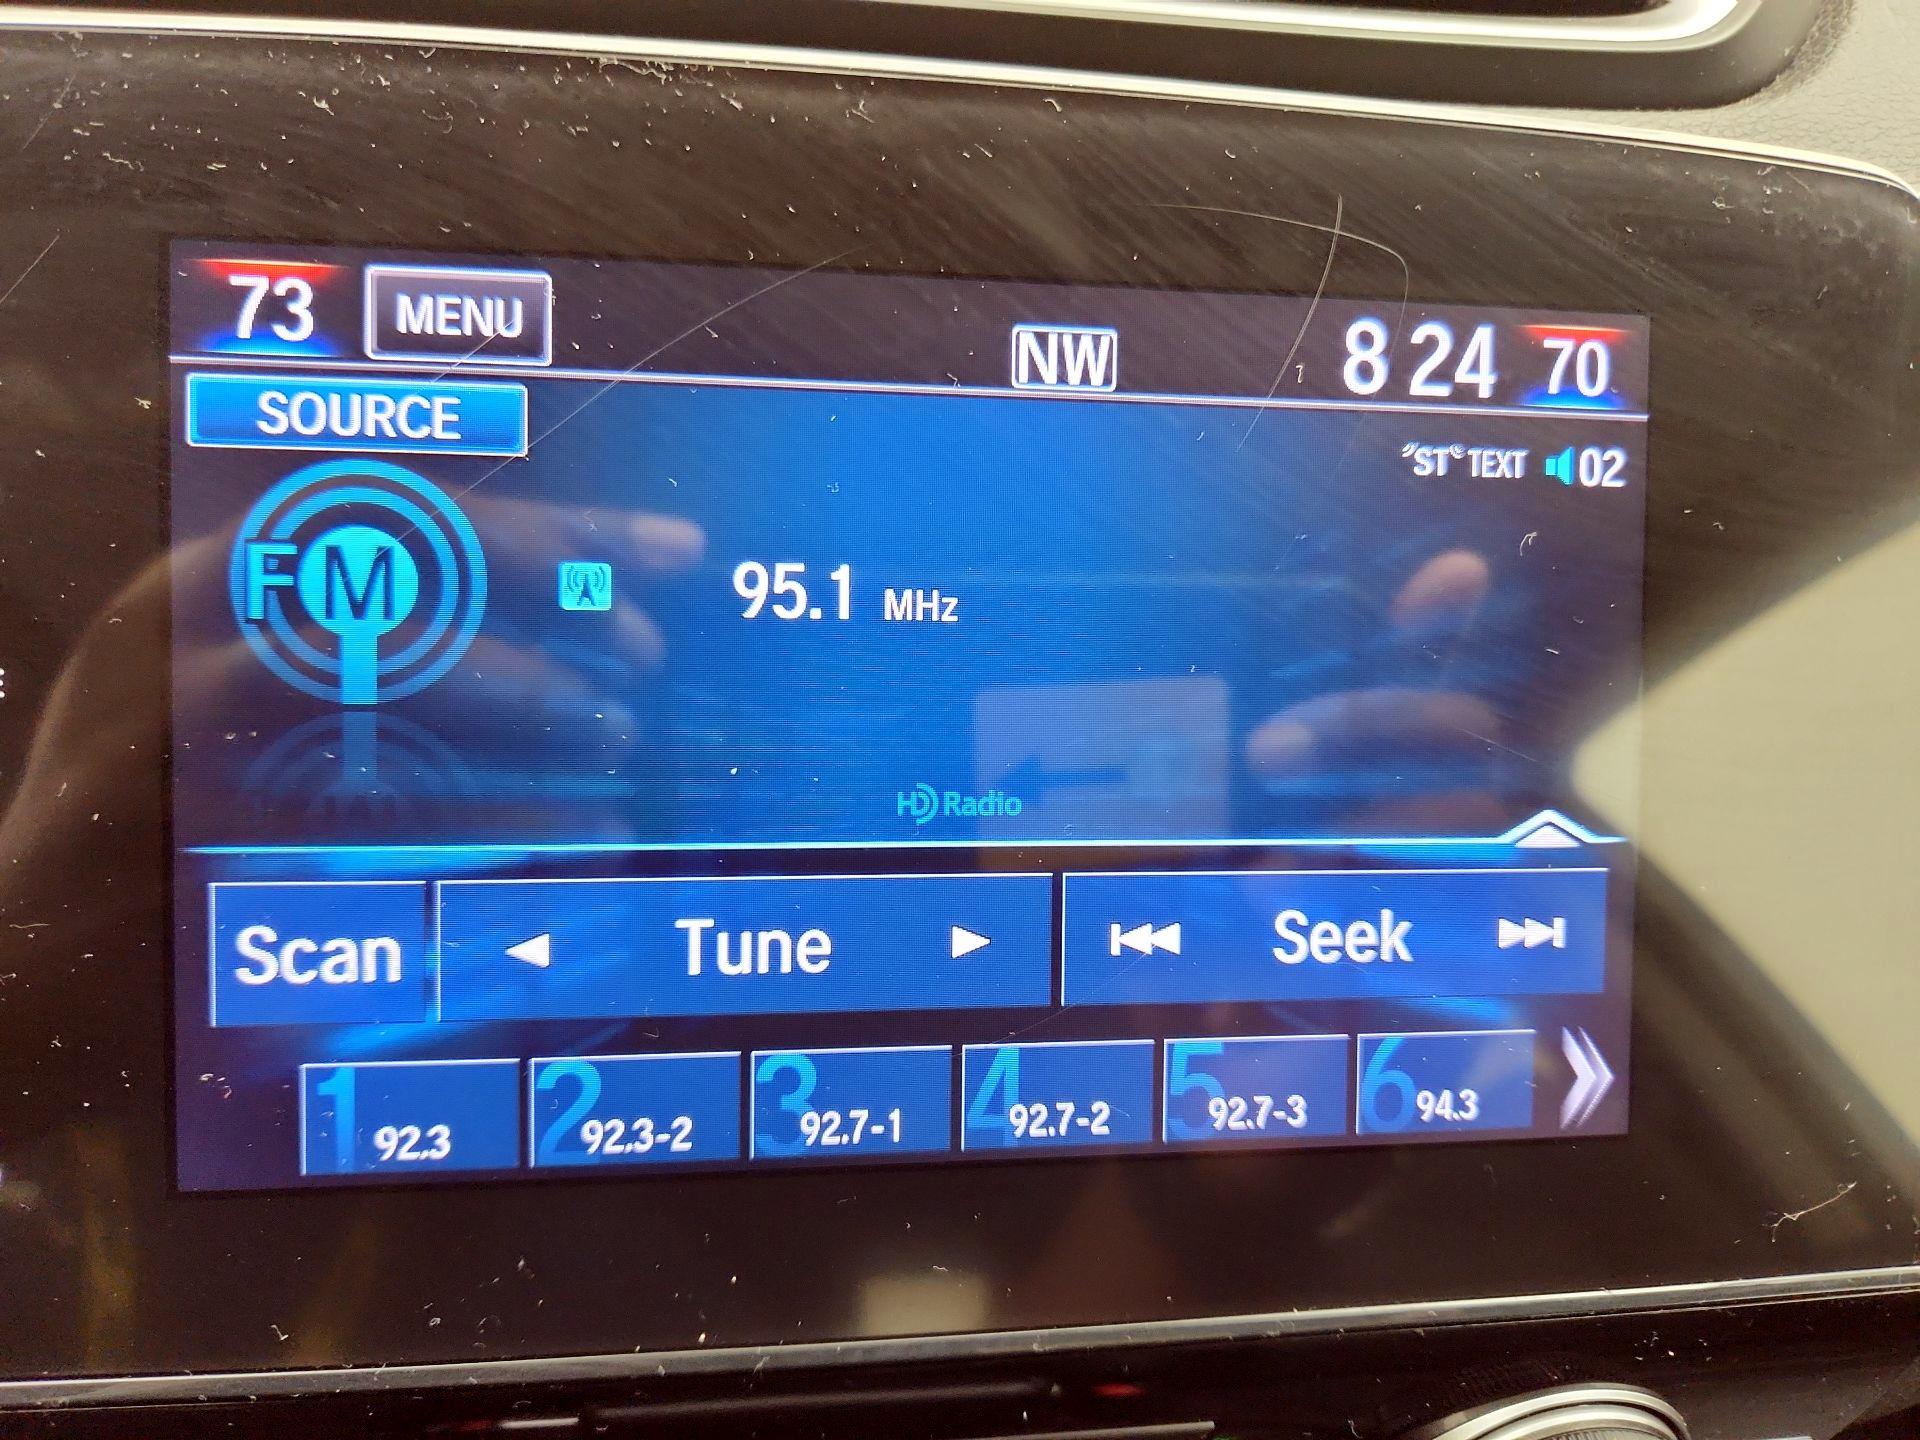 73 MENU NW 8 24 70
SOURCE
"ST" TEXT 02
FM
95.1 MHz
HD Radio
Scan Tune Seek
1 92.3
2 92.3-2
3 92.7-1
4 92.7-2
5 92.7-3
6 94.3